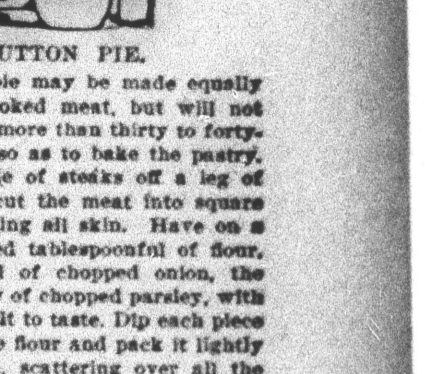 UTTON PIE.
ple may be made equally
ooked meat, but will not
more than thirty to forty-
so as to bake the pastry.
ge of steaks off a leg of
cut the meat into square
ing all skin. Have on a
ed tablespoonful of flour,
l of chopped onion, the
y of chopped parsley, with
lt to taste. Dip each piece
e flour and pack it lightly
scattering over all the